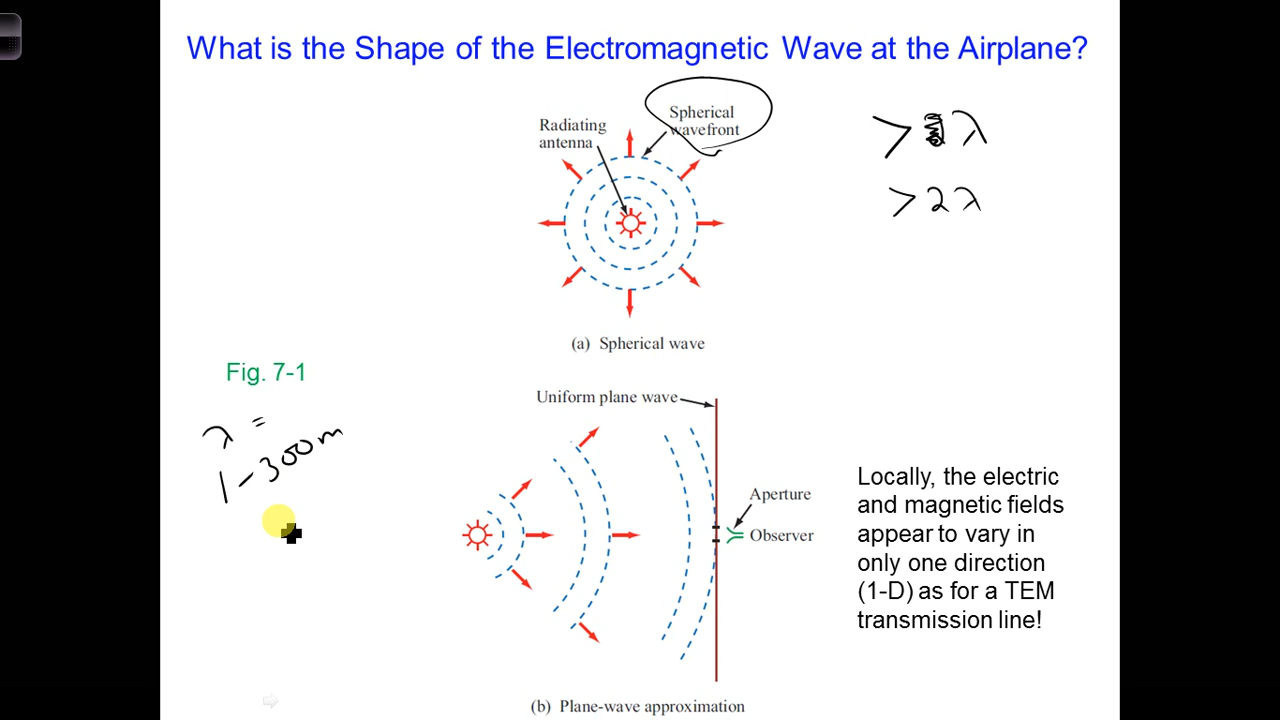 What is the Shape of the Electromagnetic Wave at the Airplane?
Spherical
wavefront
Radiating
antenna
> λ
> 2 λ
(a) Spherical wave
Fig. 7-1
λ =
1 - 300 m
Uniform plane wave
Aperture
Observer
Locally, the electric
and magnetic fields
appear to vary in
only one direction
(1-D) as for a TEM
transmission line!
(b) Plane-wave approximation